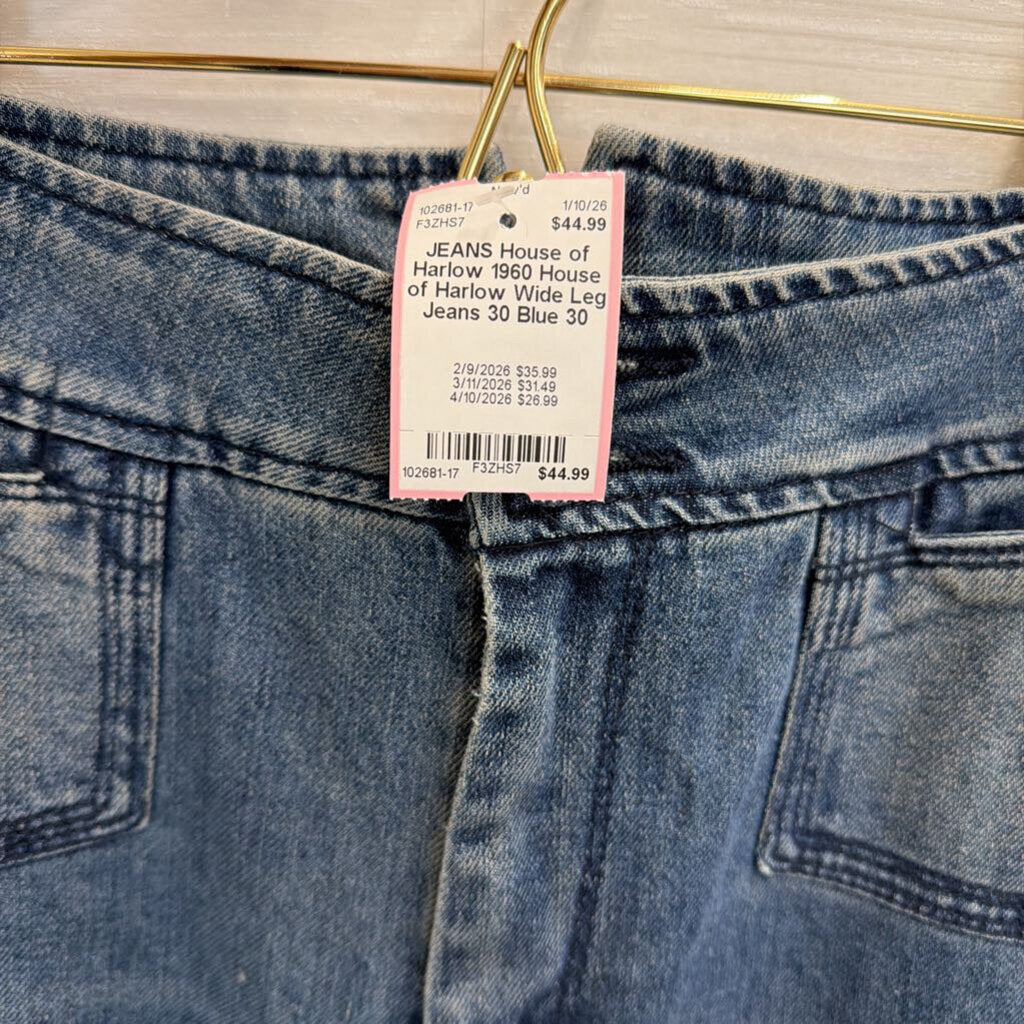 102681-17 1/10/26
F3ZHS7 $44.99
JEANS House of
Harlow 1960 House
of Harlow Wide Leg
Jeans 30 Blue 30
2/9/2026 $35.99
3/11/2026 $31.49
4/10/2026 $26.99
102681-17 F3ZHS7 $44.99